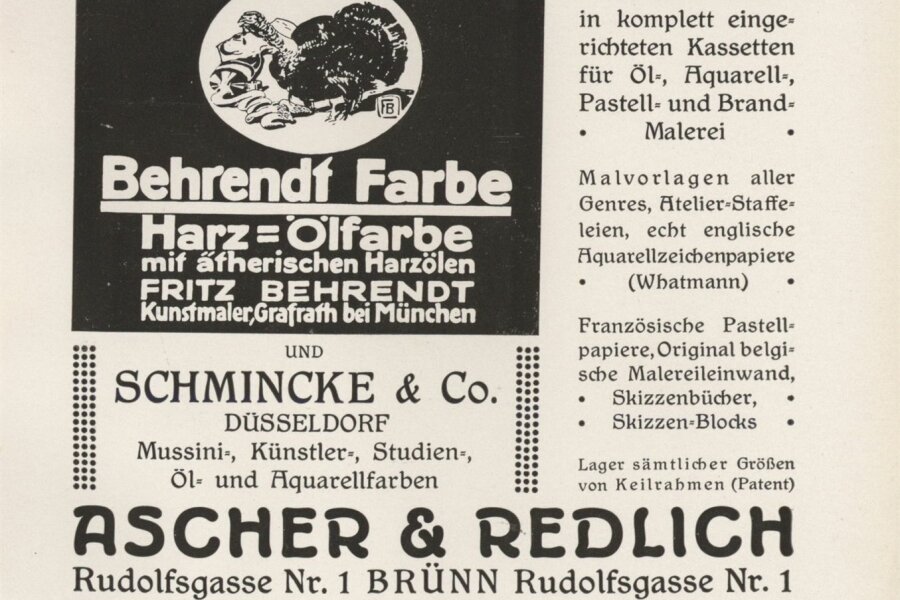 FB
Behrendt Farbe
Harz=Ölfarbe
mit ätherischen Harzölen
FRITZ BEHRENDT
Kunstmaler, Grafrath bei München
UND
SCHMINCKE & Co.
DÜSSELDORF
Mussini=, Künstler=, Studien=,
Öl= und Aquarellfarben
in komplett einge=
richteten Kassetten
für Öl=, Aquarell=,
Pastell= und Brand=
• Malerei •
Malvorlagen aller
Genres, Atelier=Staffe=
leien, echt englische
Aquarellzeichenpapiere
• (Whatmann) •
Französische Pastell=
papiere, Original belgi=
sche Malereileinwand,
• Skizzenbücher, •
• Skizzen=Blocks •
Lager sämtlicher Größen
von Keilrahmen (Patent)
ASCHER & REDLICH
Rudolfsgasse Nr. 1 BRÜNN Rudolfsgasse Nr. 1